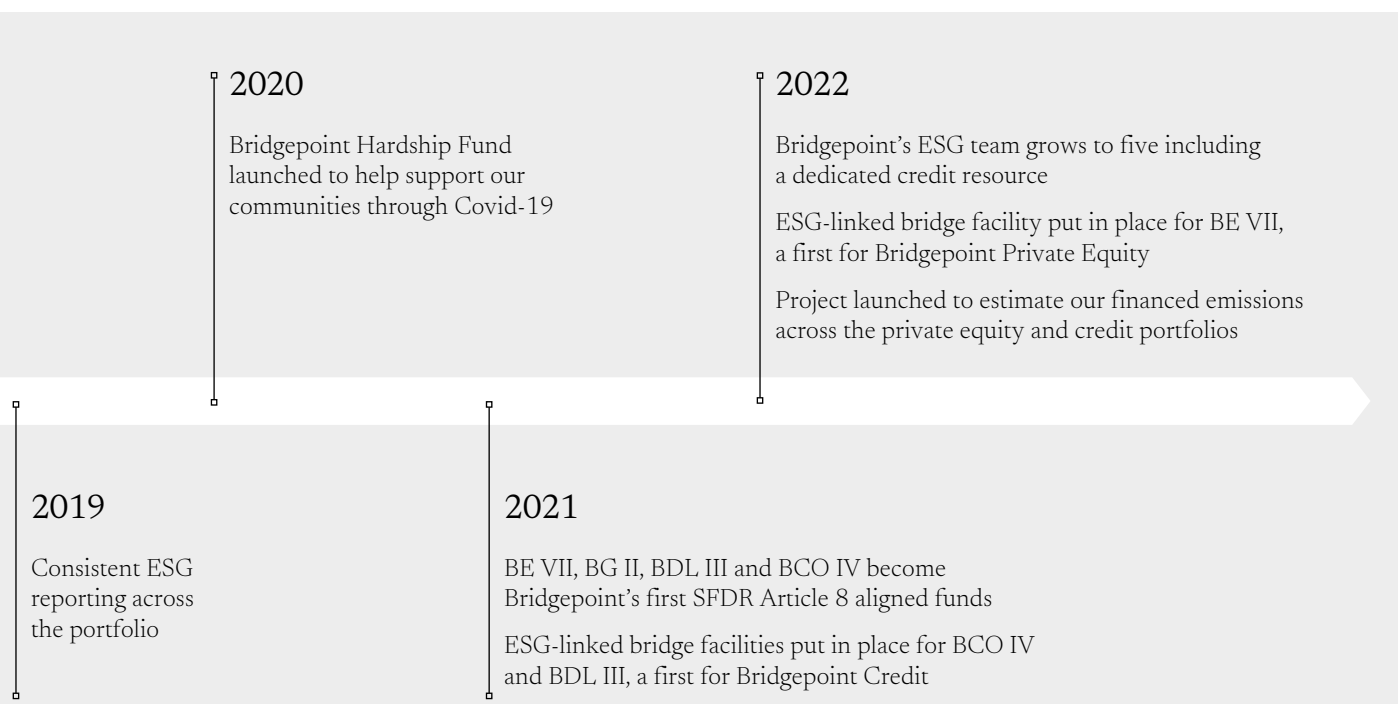 2020
Bridgepoint Hardship Fund
launched to help support our
communities through Covid-19
2022
Bridgepoint’s ESG team grows to five including
a dedicated credit resource
ESG-linked bridge facility put in place for BE VII,
a first for Bridgepoint Private Equity
Project launched to estimate our financed emissions
across the private equity and credit portfolios
2019
Consistent ESG
reporting across
the portfolio
2021
BE VII, BG II, BDL III and BCO IV become
Bridgepoint’s first SFDR Article 8 aligned funds
ESG-linked bridge facilities put in place for BCO IV
and BDL III, a first for Bridgepoint Credit